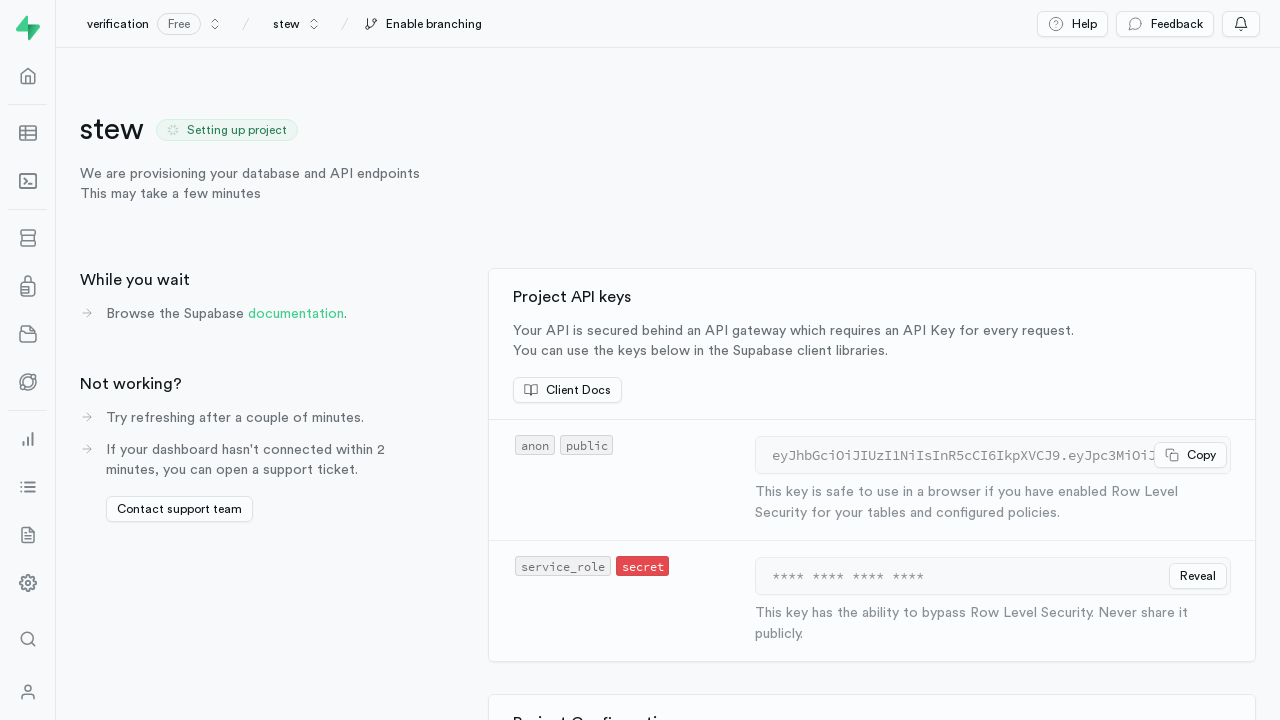 verification Free / stew / Enable branching
Help Feedback
stew Setting up project
We are provisioning your database and API endpoints
This may take a few minutes
While you wait
Browse the Supabase documentation.
Not working?
Try refreshing after a couple of minutes.
If your dashboard hasn't connected within 2
minutes, you can open a support ticket.
Contact support team
Project API keys
Your API is secured behind an API gateway which requires an API Key for every request.
You can use the keys below in the Supabase client libraries.
Client Docs
anon public
eyJhbGciOiJIUzI1NiIsInR5cCI6IkpXVCJ9.eyJpc3MiOiJ Copy
This key is safe to use in a browser if you have enabled Row Level
Security for your tables and configured policies.
service_role secret
**** **** **** **** Reveal
This key has the ability to bypass Row Level Security. Never share it
publicly.